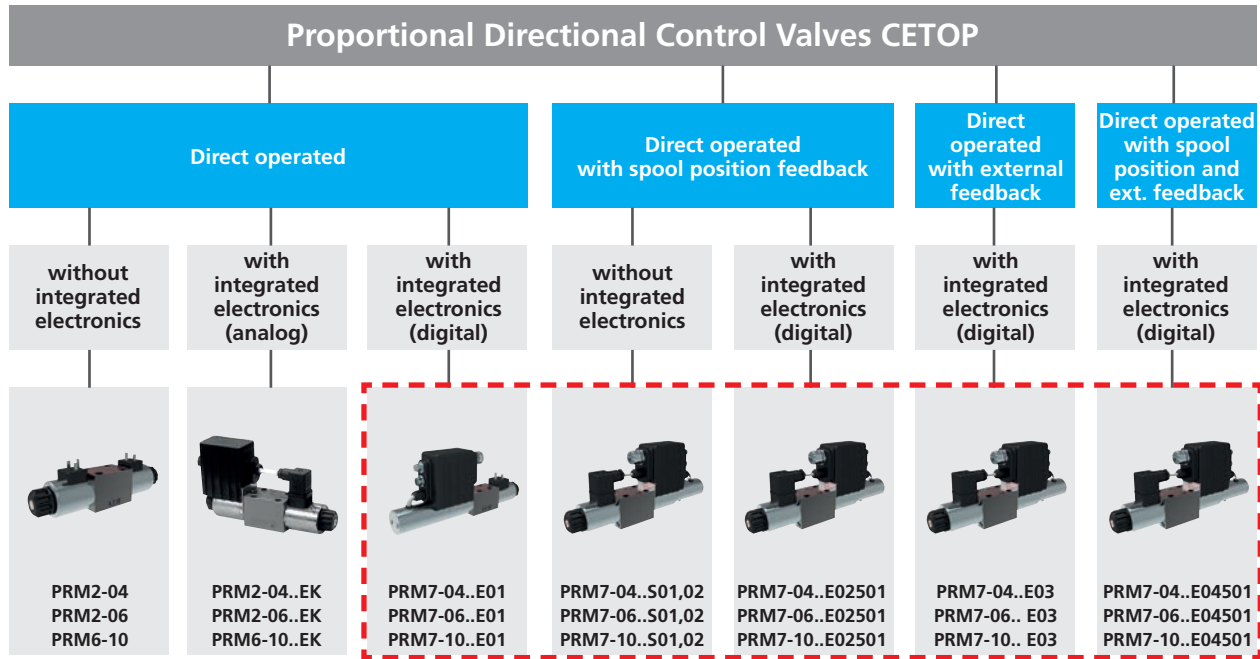 Proportional Directional Control Valves CETOP
Direct operated
Direct operated
with spool position feedback
Direct
operated
with external
feedback
Direct operated
with spool
position and
ext. feedback
without
integrated
electronics
with
integrated
electronics
(analog)
with
integrated
electronics
(digital)
without
integrated
electronics
with
integrated
electronics
(digital)
with
integrated
electronics
(digital)
with
integrated
electronics
(digital)
PRM2-04
PRM2-06
PRM6-10
PRM2-04..EK
PRM2-06..EK
PRM6-10..EK
PRM7-04..E01
PRM7-06..E01
PRM7-10..E01
PRM7-04..S01,02
PRM7-06..S01,02
PRM7-10..S01,02
PRM7-04..E02501
PRM7-06..E02501
PRM7-10..E02501
PRM7-04..E03
PRM7-06.. E03
PRM7-10.. E03
PRM7-04..E04501
PRM7-06..E04501
PRM7-10..E04501